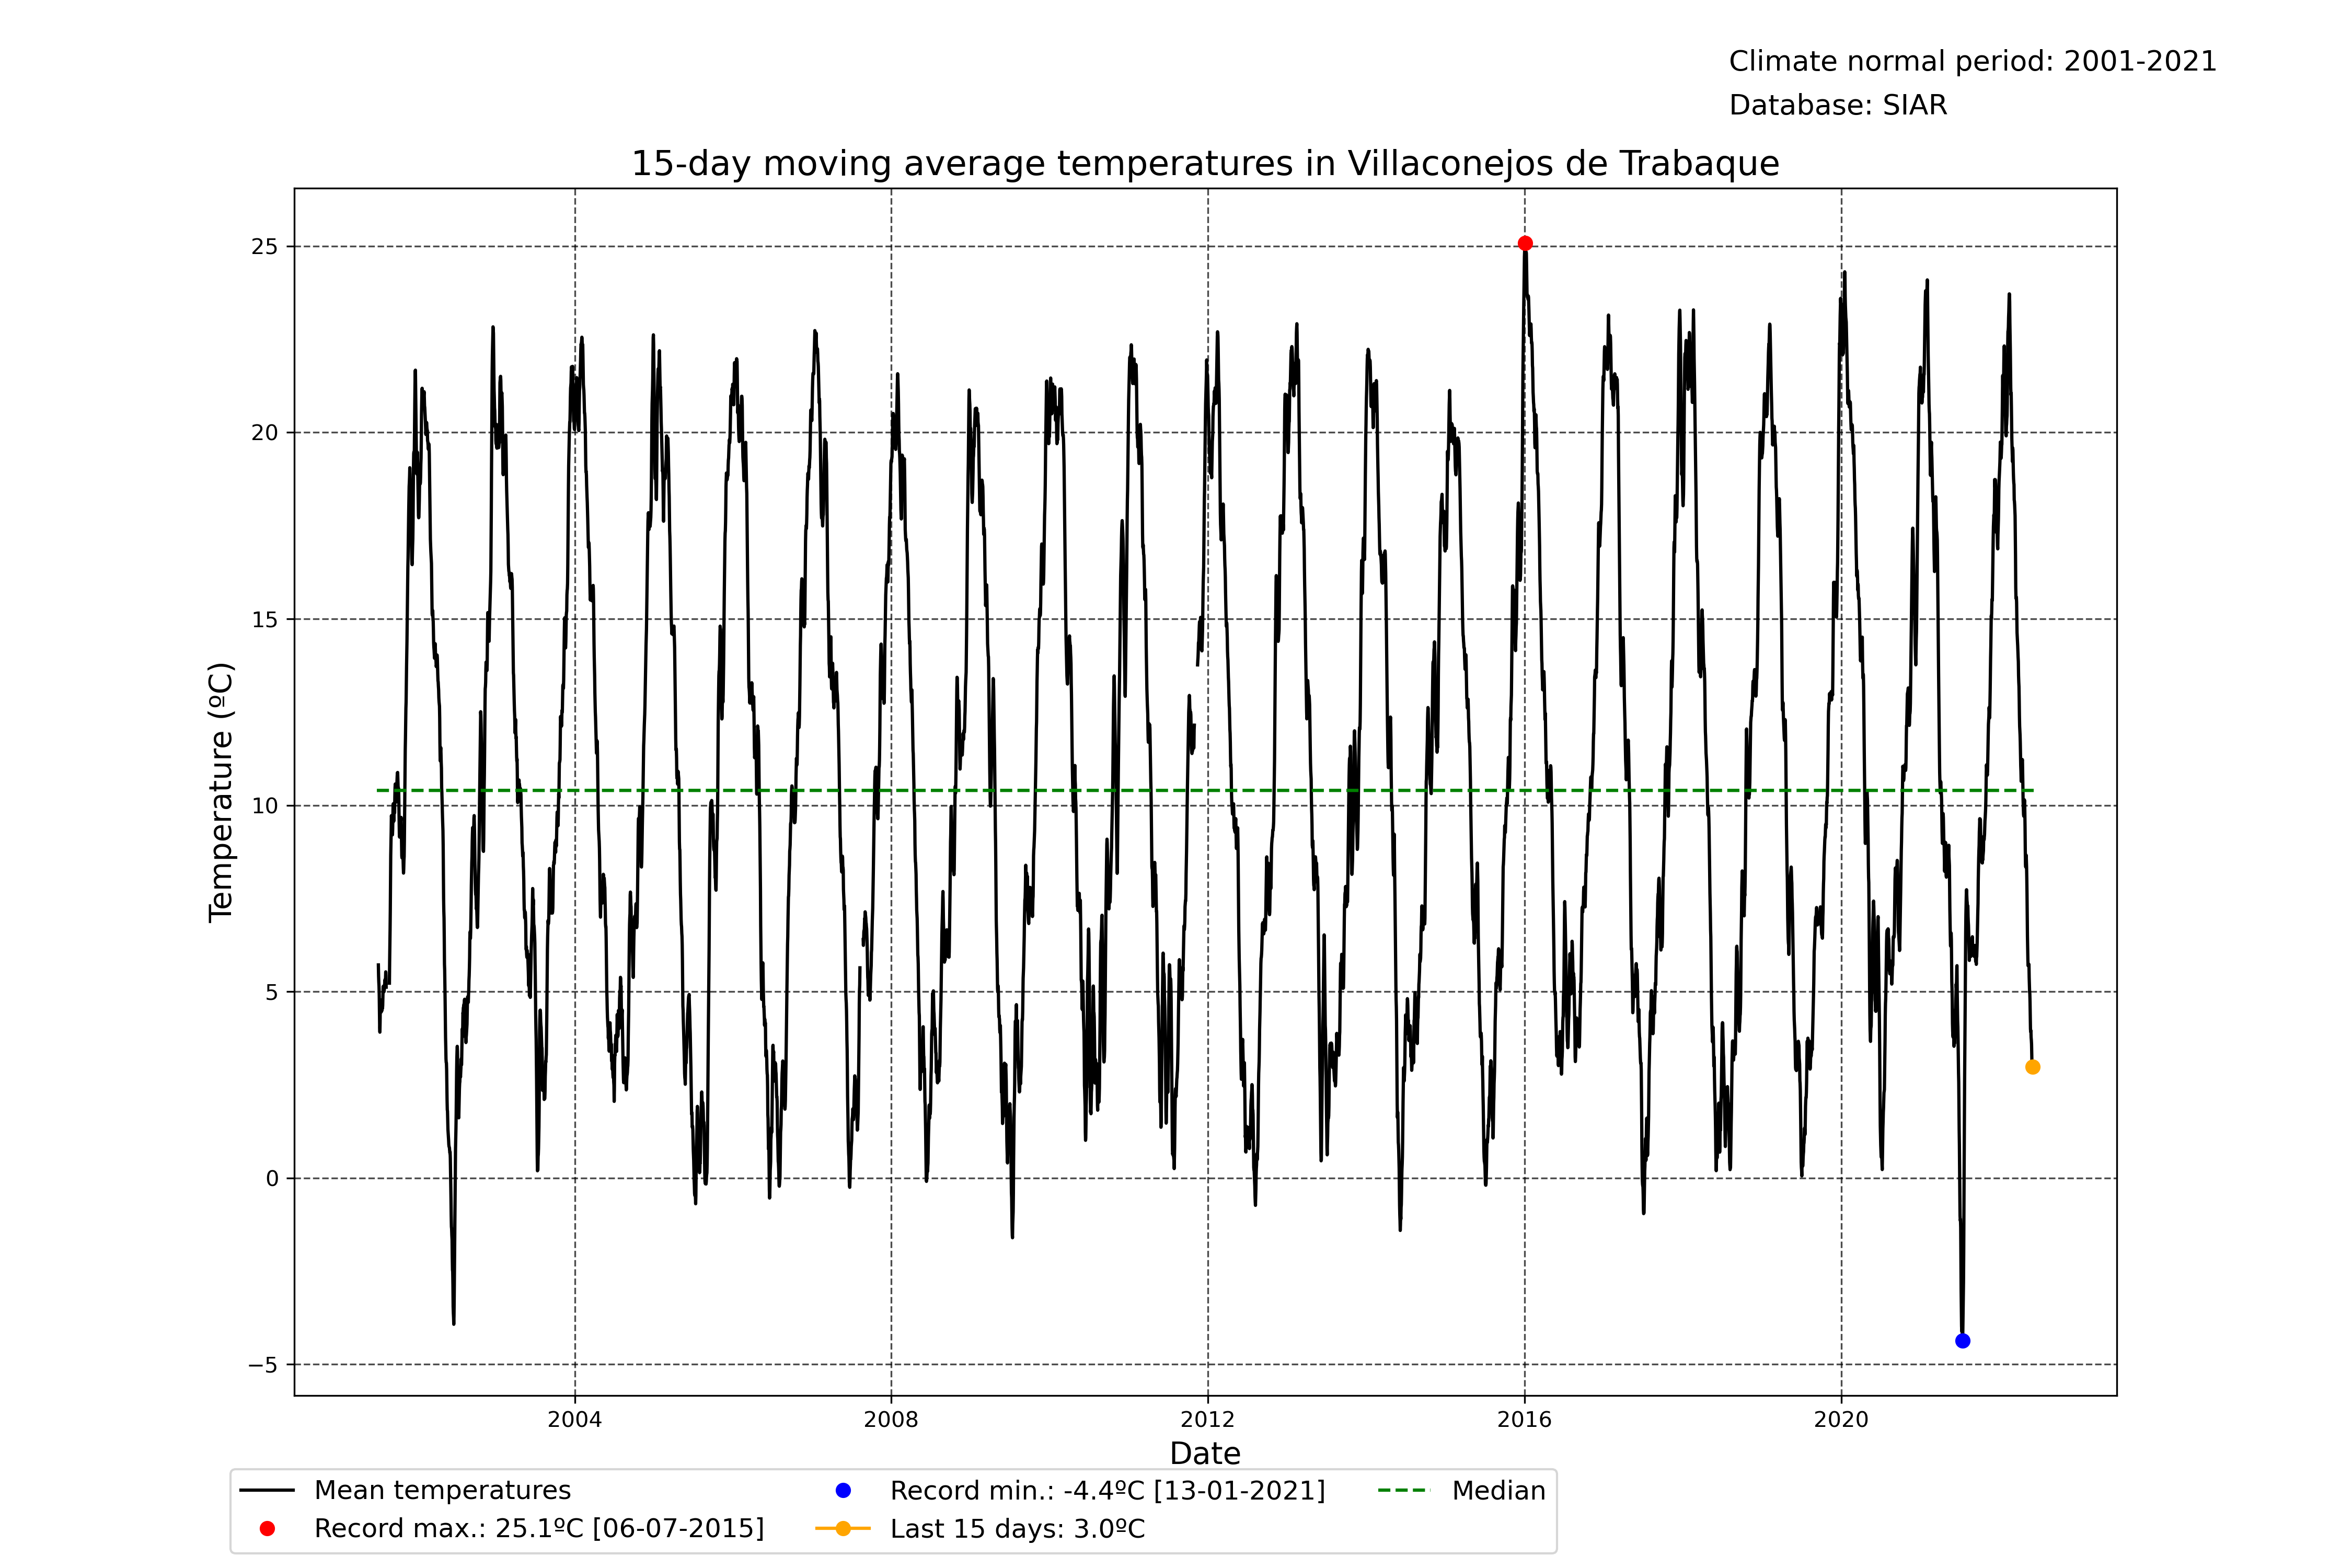 Climate normal period: 2001-2021
Database: SIAR
15-day moving average temperatures in Villaconejos de Trabaque
25
20
15
10
5
0
−5
Temperature (ºC)
2004 2008 2012 2016 2020
Date
Mean temperatures
Record max.: 25.1ºC [06-07-2015]
Record min.: -4.4ºC [13-01-2021]
Last 15 days: 3.0ºC
Median